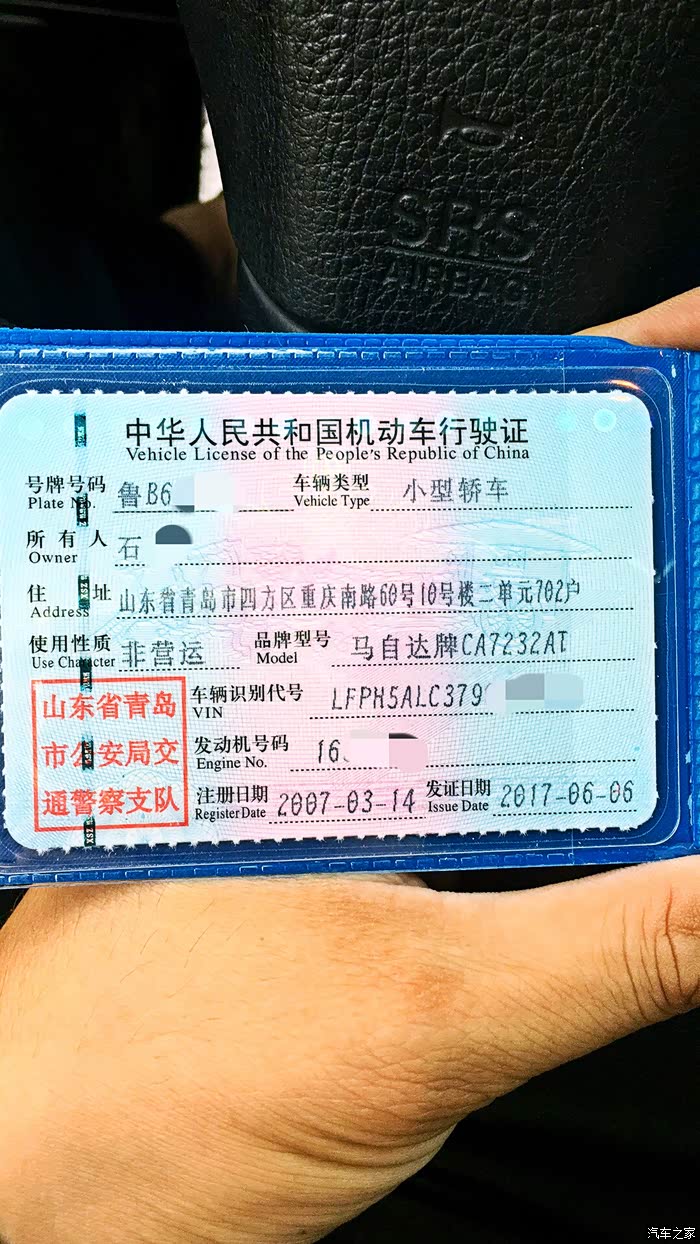 SRS
AIRBAG
中华人民共和国机动车行驶证
Vehicle License of the People's Republic of China
号牌号码 鲁B6 车辆类型 小型轿车
Plate No. Vehicle Type
所有人 石
Owner
住址 山东省青岛市四方区重庆南路60号10号楼二单元702户
Address
使用性质 非营运 品牌型号 马自达牌CA7232AT
Use Character Model
山东省青岛
市公安局交
通警察支队
车辆识别代号 LFPH5ALC379
VIN
发动机号码 16
Engine No.
注册日期 2007-03-14 发证日期 2017-06-06
Register Date Issue Date
汽车之家